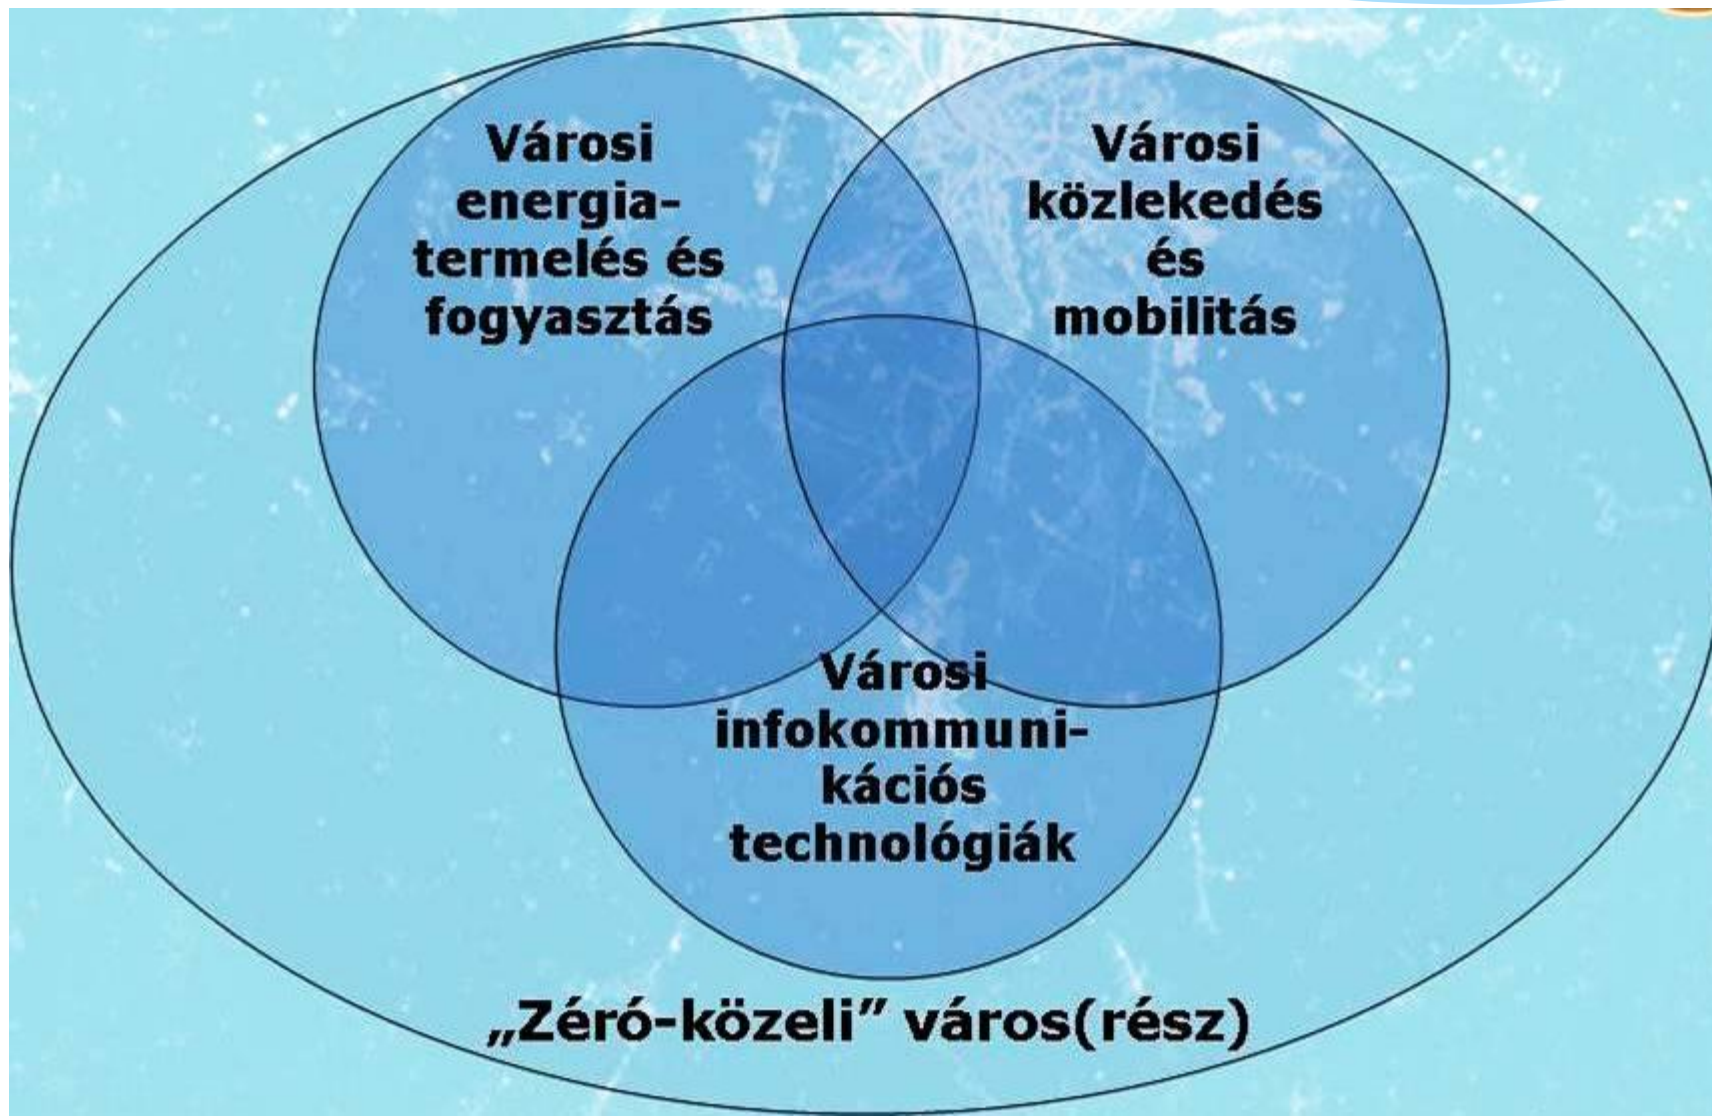 Városi
energia-
termelés és
fogyasztás
Városi
közlekedés
és
mobilitás
Városi
infokommuni-
kációs
technológiák
„Zéró-közeli” város(rész)